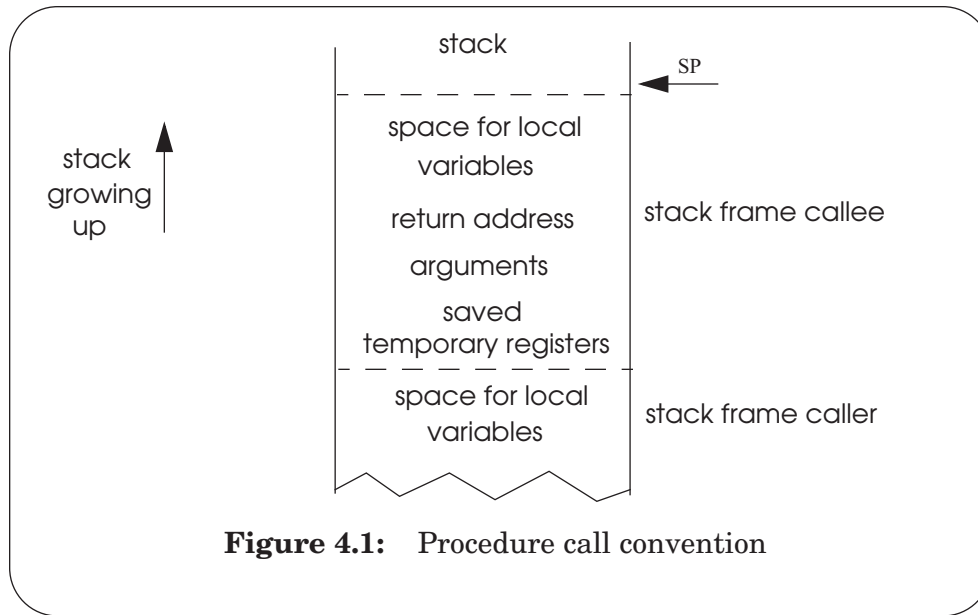 stack
SP
space for local
variables
stack
growing
up
return address
stack frame callee
arguments
saved
temporary registers
space for local
variables
stack frame caller
Figure 4.1: Procedure call convention